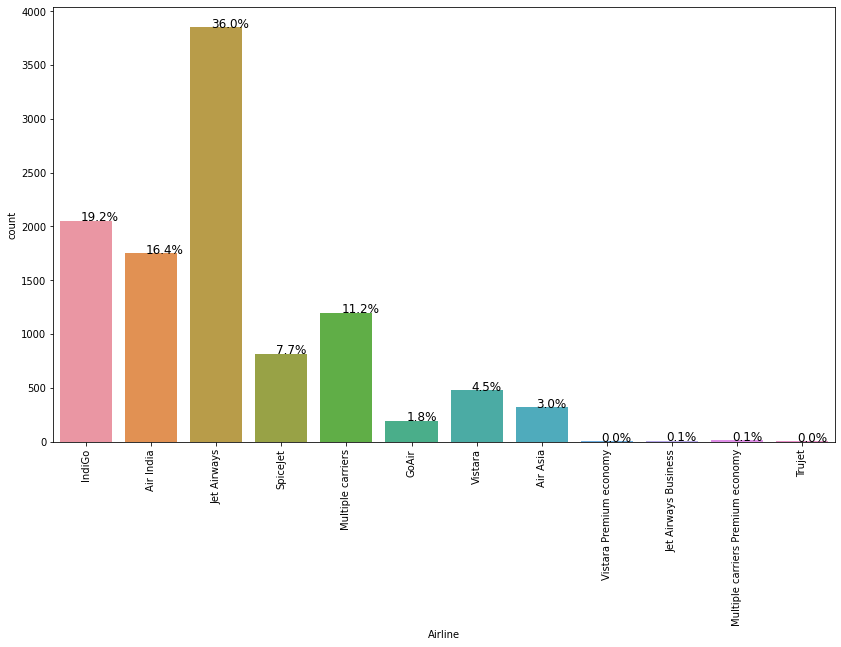 4000
3500
3000
2500
2000
1500
1000
500
0
count
19.2%
16.4%
36.0%
7.7%
11.2%
1.8%
4.5%
3.0%
0.0%
0.1%
0.1%
0.0%
IndiGo
Air India
Jet Airways
SpiceJet
Multiple carriers
GoAir
Vistara
Air Asia
Vistara Premium economy
Jet Airways Business
Multiple carriers Premium economy
Trujet
Airline